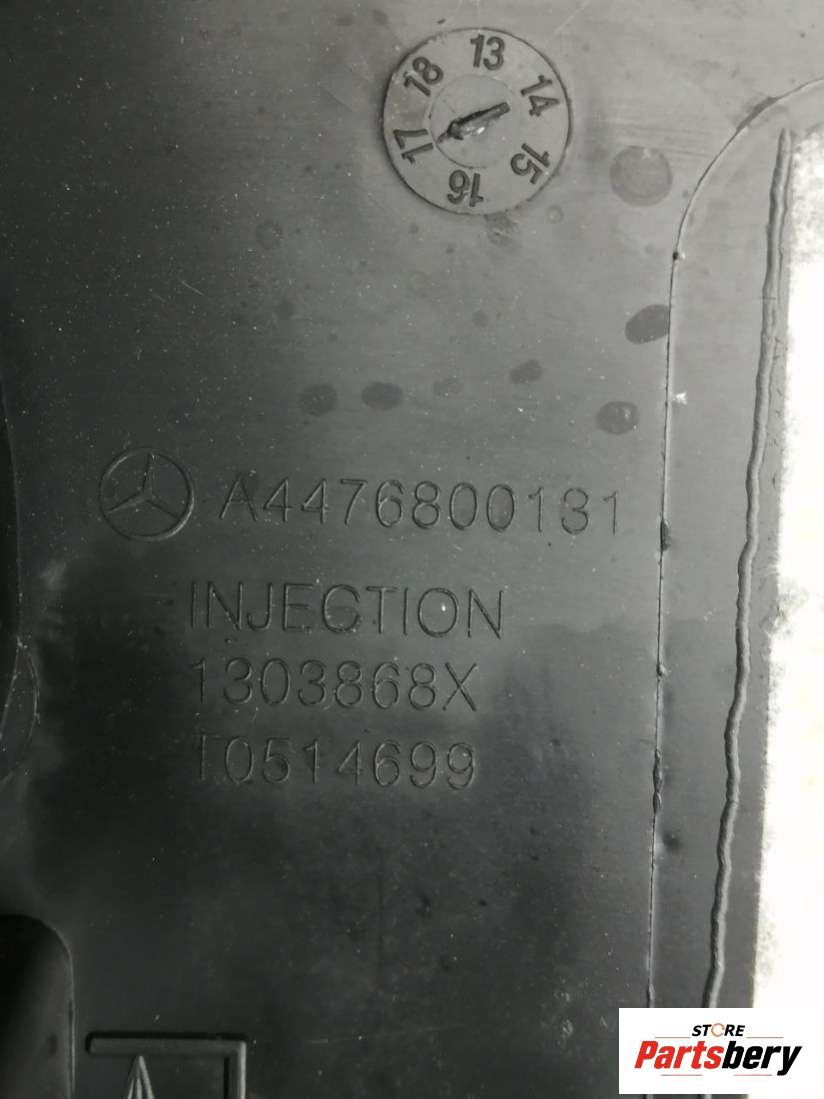 13
14
15
16
17
18
A4476800131
INJECTION
1303868X
T0514699
STORE
Partsbery